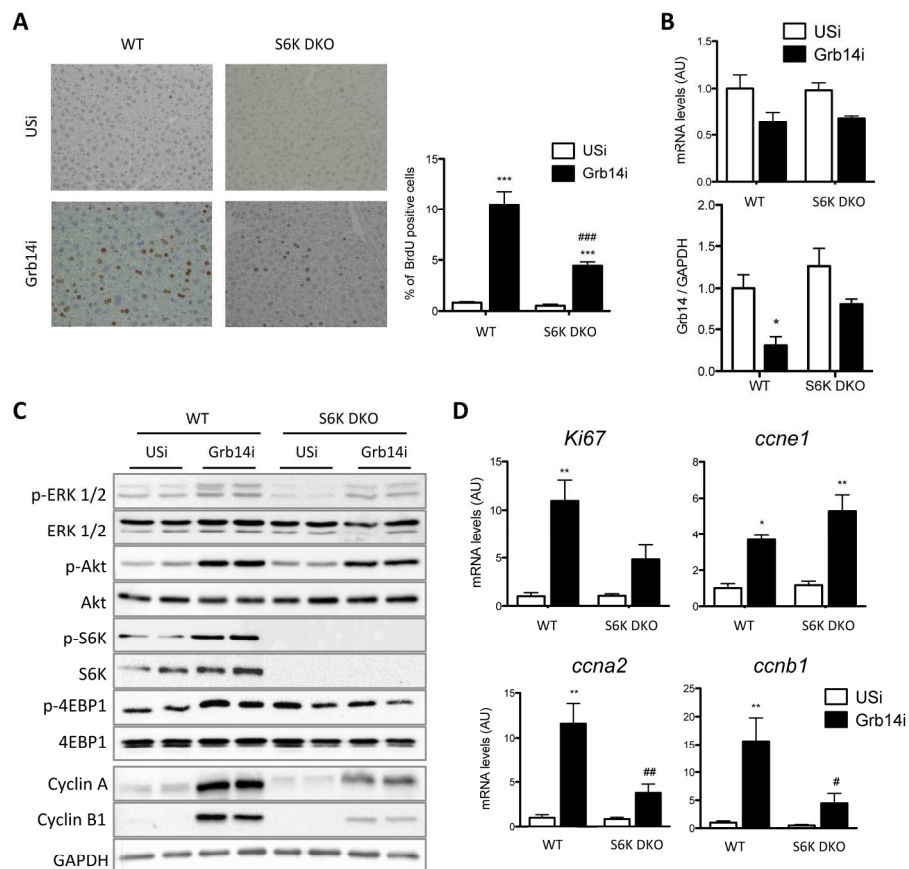 A
WT
S6K DKO
USi
Grb14i
% of BrdU positive cells
15
10
5
0
***
###
***
WT
S6K DKO
USi
Grb14i
B
USi
Grb14i
mRNA levels (AU)
1.5
1.0
0.5
0.0
WT
S6K DKO
Grb14 / GAPDH
2.0
1.5
1.0
0.5
0.0
*
WT
S6K DKO
C
WT
S6K DKO
USi
Grb14i
USi
Grb14i
p-ERK 1/2
ERK 1/2
p-Akt
Akt
p-S6K
S6K
p-4EBP1
4EBP1
Cyclin A
Cyclin B1
GAPDH
D
Ki67
mRNA levels (AU)
15
10
5
0
**
WT
S6K DKO
ccne1
8
6
4
2
0
*
**
WT
S6K DKO
ccna2
mRNA levels (AU)
15
10
5
0
**
##
WT
S6K DKO
ccnb1
25
20
15
10
5
0
**
#
WT
S6K DKO
USi
Grb14i